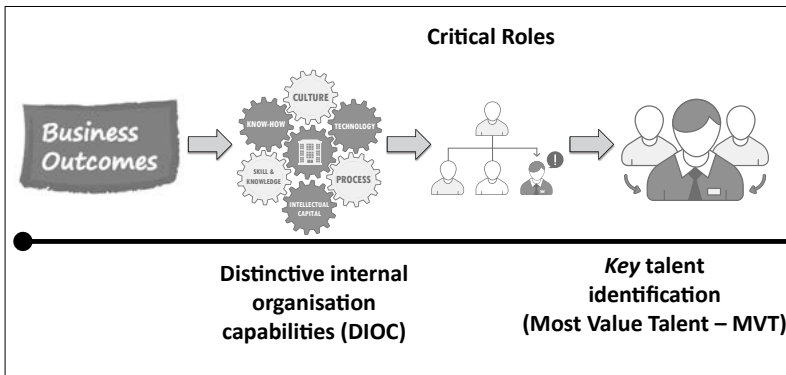 Critical Roles
Business
Outcomes
CULTURE
KNOW-HOW
TECHNOLOGY
SKILL &
KNOWLEDGE
PROCESS
INTELLECTUAL
CAPITAL
!
Distinctive internal
organisation
capabilities (DIOC)
Key talent
identification
(Most Value Talent – MVT)